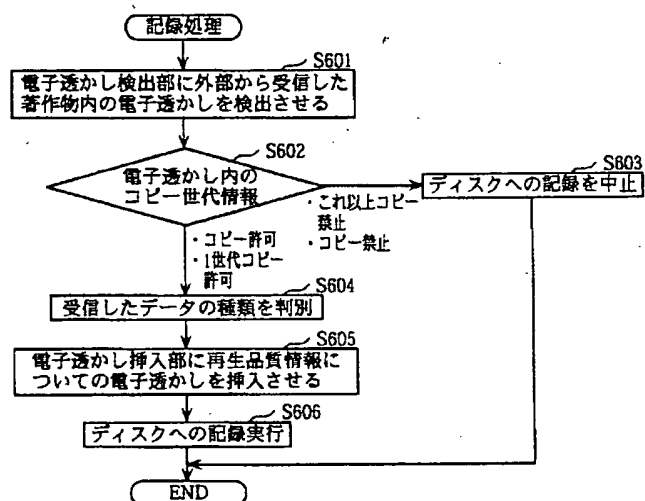 記録処理
S601
電子透かし検出部に外部から受信した
著作物内の電子透かしを検出させる
S602
電子透かし内の
コピー世代情報
S603
ディスクへの記録を中止
・これ以上コピー
禁止
・コピー禁止
・コピー許可
・1世代コピー
許可
S604
受信したデータの種類を判別
S605
電子透かし挿入部に再生品質情報に
ついての電子透かしを挿入させる
S606
ディスクへの記録実行
END